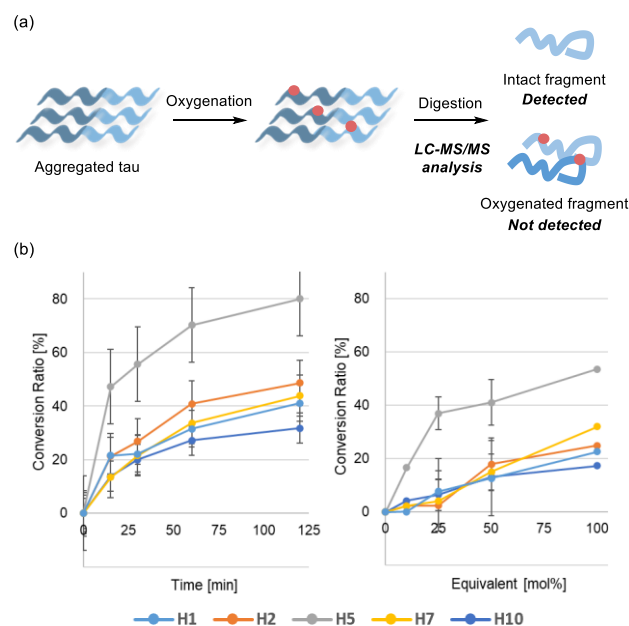 (a)
Oxygenation
Aggregated tau
Digestion
LC-MS/MS
analysis
Intact fragment
Detected
Oxygenated fragment
Not detected
(b)
Conversion Ratio [%]
80
60
40
20
0
0 25 50 75 100 125
Time [min]
Conversion Ratio [%]
80
60
40
20
0
0 25 50 75 100
Equivalent [mol%]
H1 H2 H5 H7 H10